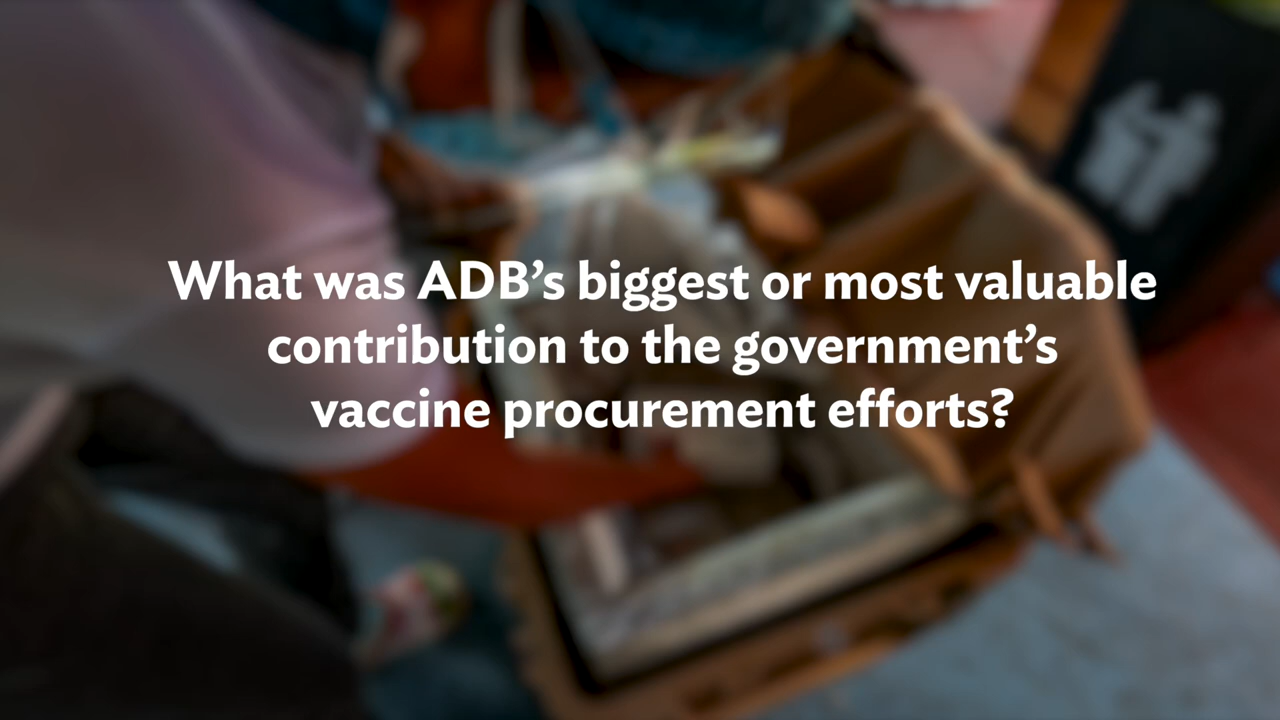 What was ADB’s biggest or most valuable
contribution to the government’s
vaccine procurement efforts?